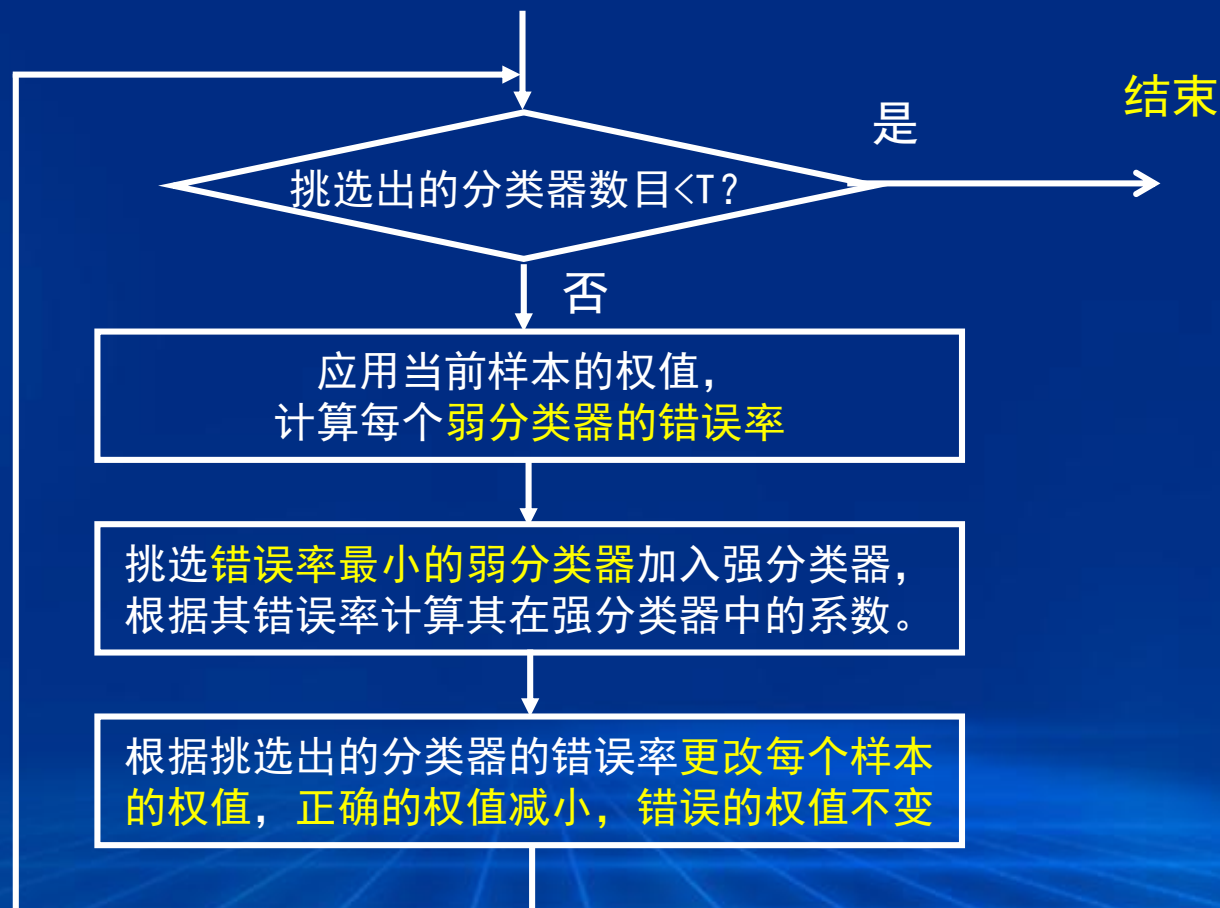 结束
是
挑选出的分类器数目<T?
否
应用当前样本的权值，
计算每个弱分类器的错误率
挑选错误率最小的弱分类器加入强分类器，
根据其错误率计算其在强分类器中的系数。
根据挑选出的分类器的错误率更改每个样本
的权值，正确的权值减小，错误的权值不变